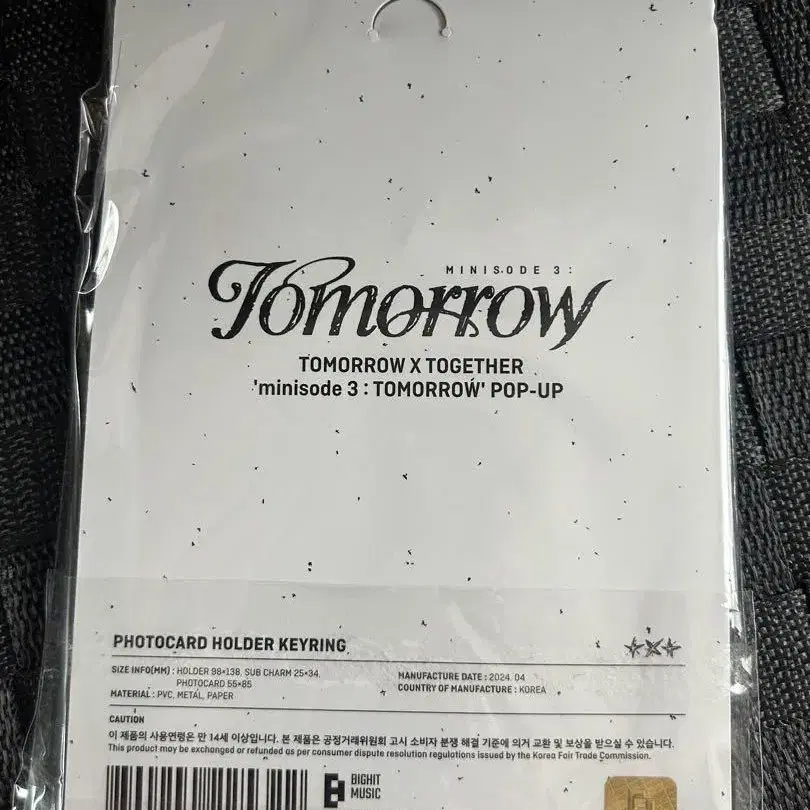 MINISODE 3 :
Tomorrow
TOMORROW X TOGETHER
'minisode 3 : TOMORROW' POP-UP
PHOTOCARD HOLDER KEYRING
SIZE INFO(MM) : HOLDER 98×138, SUB CHARM 25×34,
PHOTOCARD 55×85
MATERIAL : PVC, METAL, PAPER
MANUFACTURE DATE : 2024. 04
COUNTRY OF MANUFACTURE : KOREA
CAUTION
이 제품의 사용연령은 만 14세 이상입니다. 본 제품은 공정거래위원회 고시 소비자 분쟁 해결 기준에 의거 교환 및 보상을 받으실 수 있습니다.
This product may be exchanged or refunded as per consumer dispute resolution regulations issued by the Korea Fair Trade Commission.
BIGHIT
MUSIC